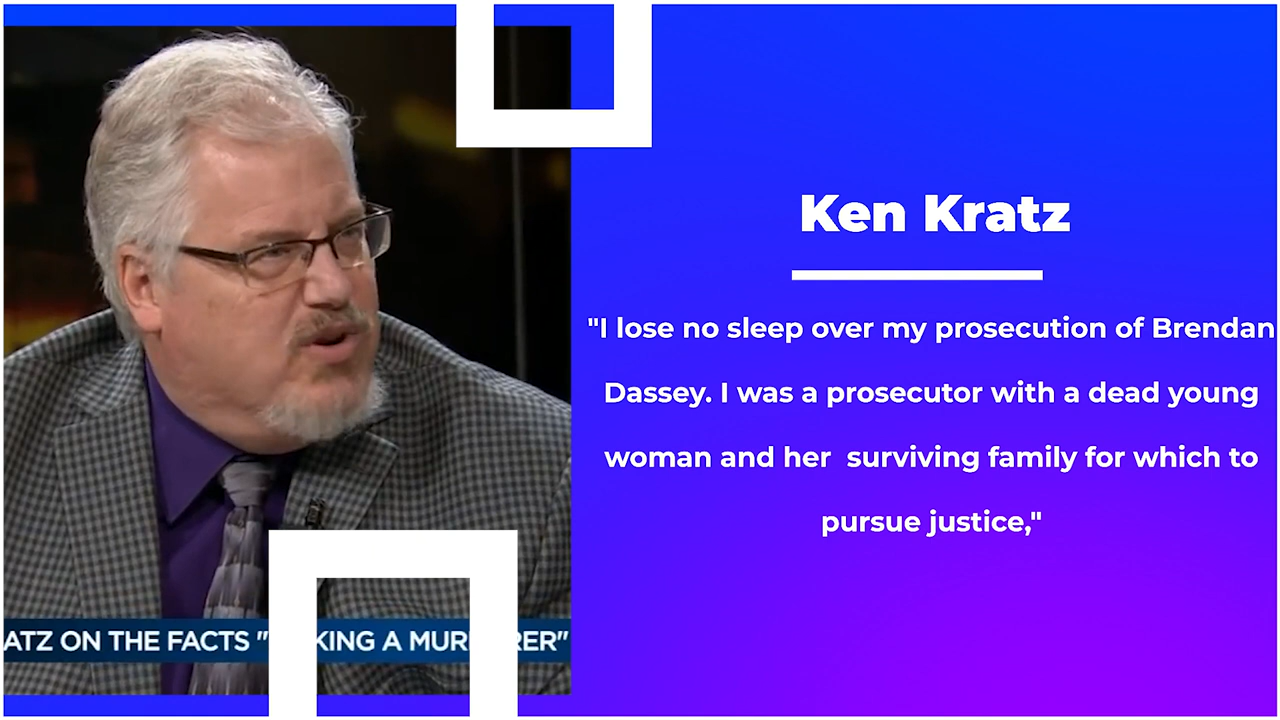 Ken Kratz
"I lose no sleep over my prosecution of Brendan
Dassey. I was a prosecutor with a dead young
woman and her  surviving family for which to
pursue justice,"
ATZ ON THE FACTS " KING A MUR RER"